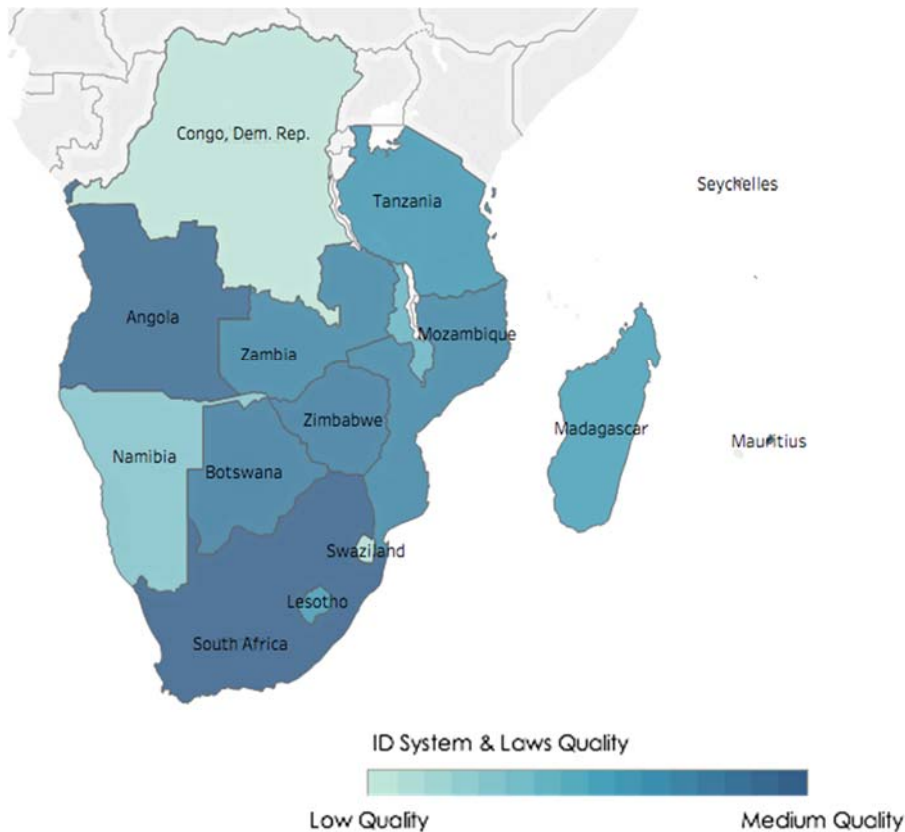 Congo, Dem. Rep.
Seychelles
Tanzania
Angola
Mozambique
Zambia
Zimbabwe
Madagascar
Mauritius
Namibia
Botswana
Swaziland
Lesotho
South Africa
ID System & Laws Quality
Low Quality
Medium Quality